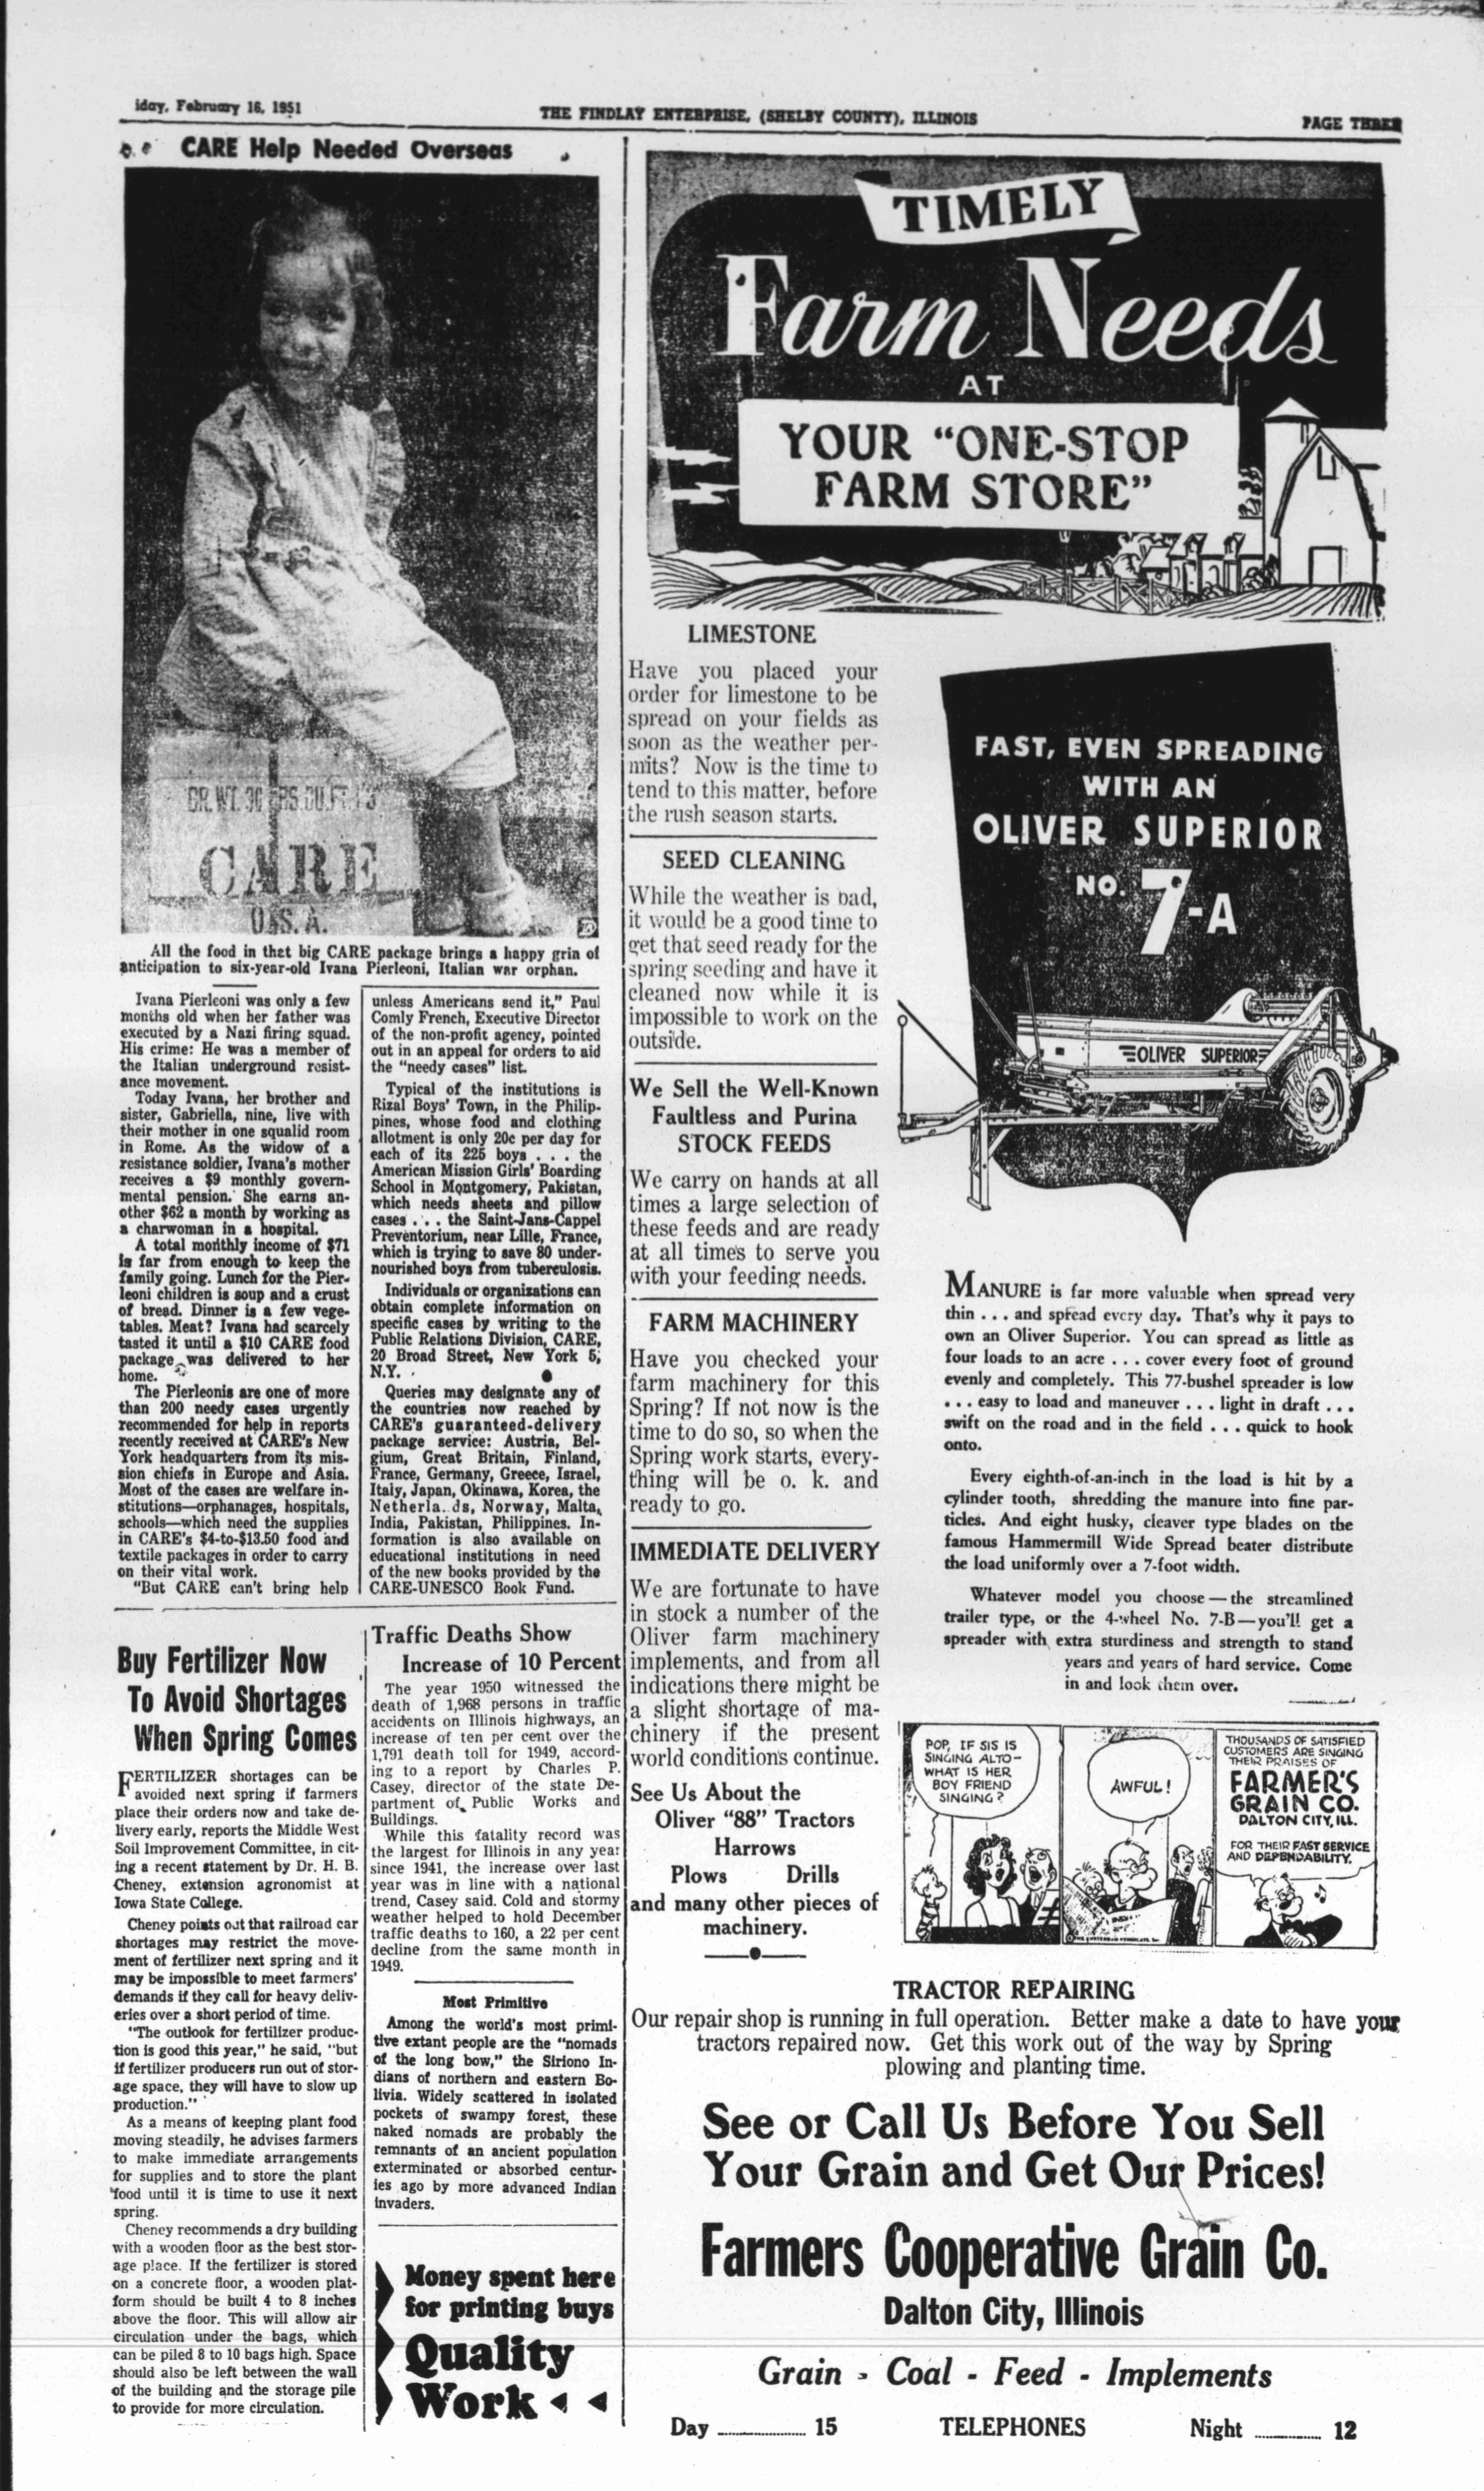 iday, February 16, 1951
THE FINDLAY ENTERPRISE, (SHELBY COUNTY), ILLINOIS
PAGE THREE
CARE Help Needed Overseas
GR. WT. 30
CARE
U.S.A.
All the food in that big CARE package brings a happy grin of
anticipation to six-year-old Ivana Pierleoni, Italian war orphan.
Ivana Pierleoni was only a few
months old when her father was
executed by a Nazi firing squad.
His crime: He was a member of
the Italian underground resist-
ance movement.
Today Ivana, her brother and
sister, Gabriella, nine, live with
their mother in one squalid room
in Rome. As the widow of a
resistance soldier, Ivana's mother
receives a $9 monthly govern-
mental pension. She earns an-
other $62 a month by working as
a charwoman in a hospital.
A total monthly income of $71
is far from enough to keep the
family going. Lunch for the Pier-
leoni children is soup and a crust
of bread. Dinner is a few vege-
tables. Meat? Ivana had scarcely
tasted it until a $10 CARE food
package was delivered to her
home.
The Pierleonis are one of more
than 200 needy cases urgently
recommended for help in reports
recently received at CARE's New
York headquarters from its mis-
sion chiefs in Europe and Asia.
Most of the cases are welfare in-
stitutions—orphanages, hospitals,
schools—which need the supplies
in CARE's $4-to-$13.50 food and
textile packages in order to carry
on their vital work.
"But CARE can't bring help
unless Americans send it," Paul
Comly French, Executive Director
of the non-profit agency, pointed
out in an appeal for orders to aid
the "needy cases" list.
Typical of the institutions is
Rizal Boys' Town, in the Philip-
pines, whose food and clothing
allotment is only 20c per day for
each of its 225 boys . . . the
American Mission Girls' Boarding
School in Montgomery, Pakistan,
which needs sheets and pillow
cases . . . the Saint-Jans-Cappel
Preventorium, near Lille, France,
which is trying to save 80 under-
nourished boys from tuberculosis.
Individuals or organizations can
obtain complete information on
specific cases by writing to the
Public Relations Division, CARE,
20 Broad Street, New York 5,
N.Y.
Queries may designate any of
the countries now reached by
CARE's guaranteed-delivery
package service: Austria, Bel-
gium, Great Britain, Finland,
France, Germany, Greece, Israel,
Italy, Japan, Okinawa, Korea, the
Netherla. ds, Norway, Malta,
India, Pakistan, Philippines. In-
formation is also available on
educational institutions in need
of the new books provided by the
CARE-UNESCO Book Fund.
Buy Fertilizer Now
To Avoid Shortages
When Spring Comes
FERTILIZER shortages can be
avoided next spring if farmers
place their orders now and take de-
livery early, reports the Middle West
Soil Improvement Committee, in cit-
ing a recent statement by Dr. H. B.
Cheney, extension agronomist at
Iowa State College.
Cheney points out that railroad car
shortages may restrict the move-
ment of fertilizer next spring and it
may be impossible to meet farmers'
demands if they call for heavy deliv-
eries over a short period of time.
"The outlook for fertilizer produc-
tion is good this year," he said, "but
if fertilizer producers run out of stor-
age space, they will have to slow up
production."
As a means of keeping plant food
moving steadily, he advises farmers
to make immediate arrangements
for supplies and to store the plant
food until it is time to use it next
spring.
Cheney recommends a dry building
with a wooden floor as the best stor-
age place. If the fertilizer is stored
on a concrete floor, a wooden plat-
form should be built 4 to 8 inches
above the floor. This will allow air
circulation under the bags, which
can be piled 8 to 10 bags high. Space
should also be left between the wall
of the building and the storage pile
to provide for more circulation.
Traffic Deaths Show
Increase of 10 Percent
The year 1950 witnessed the
death of 1,968 persons in traffic
accidents on Illinois highways, an
increase of ten per cent over the
1,791 death toll for 1949, accord-
ing to a report by Charles P.
Casey, director of the state De-
partment of Public Works and
Buildings.
While this fatality record was
the largest for Illinois in any year
since 1941, the increase over last
year was in line with a national
trend, Casey said. Cold and stormy
weather helped to hold December
traffic deaths to 160, a 22 per cent
decline from the same month in
1949.
Most Primitive
Among the world's most primi-
tive extant people are the "nomads
of the long bow," the Siriono In-
dians of northern and eastern Bo-
livia. Widely scattered in isolated
pockets of swampy forest, these
naked nomads are probably the
remnants of an ancient population
exterminated or absorbed centur-
ies ago by more advanced Indian
invaders.
Money spent here
for printing buys
Quality
Work
TIMELY
Farm Needs
AT
YOUR "ONE-STOP
FARM STORE"
LIMESTONE
Have you placed your
order for limestone to be
spread on your fields as
soon as the weather per-
mits? Now is the time to
tend to this matter, before
the rush season starts.
SEED CLEANING
While the weather is bad,
it would be a good time to
get that seed ready for the
spring seeding and have it
cleaned now while it is
impossible to work on the
outside.
We Sell the Well-Known
Faultless and Purina
STOCK FEEDS
We carry on hands at all
times a large selection of
these feeds and are ready
at all times to serve you
with your feeding needs.
FARM MACHINERY
Have you checked your
farm machinery for this
Spring? If not now is the
time to do so, so when the
Spring work starts, every-
thing will be o. k. and
ready to go.
IMMEDIATE DELIVERY
We are fortunate to have
in stock a number of the
Oliver farm machinery
implements, and from all
indications there might be
a slight shortage of ma-
chinery if the present
world conditions continue.
See Us About the
Oliver "88" Tractors
Harrows
Plows Drills
and many other pieces of
machinery.
FAST, EVEN SPREADING
WITH AN
OLIVER SUPERIOR
NO. 7-A
OLIVER SUPERIOR
MANURE is far more valuable when spread very
thin . . . and spread every day. That's why it pays to
own an Oliver Superior. You can spread as little as
four loads to an acre . . . cover every foot of ground
evenly and completely. This 77-bushel spreader is low
. . . easy to load and maneuver . . . light in draft . . .
swift on the road and in the field . . . quick to hook
onto.
Every eighth-of-an-inch in the load is hit by a
cylinder tooth, shredding the manure into fine par-
ticles. And eight husky, cleaver type blades on the
famous Hammermill Wide Spread beater distribute
the load uniformly over a 7-foot width.
Whatever model you choose—the streamlined
trailer type, or the 4-wheel No. 7-B—you'll get a
spreader with extra sturdiness and strength to stand
years and years of hard service. Come
in and look them over.
POP, IF SIS IS
SINGING ALTO—
WHAT IS HER
BOY FRIEND
SINGING?
AWFUL!
THOUSANDS OF SATISFIED
CUSTOMERS ARE SINGING
THEIR PRAISES OF
FARMER'S
GRAIN CO.
DALTON CITY, ILL.
FOR THEIR FAST SERVICE
AND DEPENDABILITY.
TRACTOR REPAIRING
Our repair shop is running in full operation. Better make a date to have your
tractors repaired now. Get this work out of the way by Spring
plowing and planting time.
See or Call Us Before You Sell
Your Grain and Get Our Prices!
Farmers Cooperative Grain Co.
Dalton City, Illinois
Grain - Coal - Feed - Implements
Day ........ 15 TELEPHONES Night ........ 12